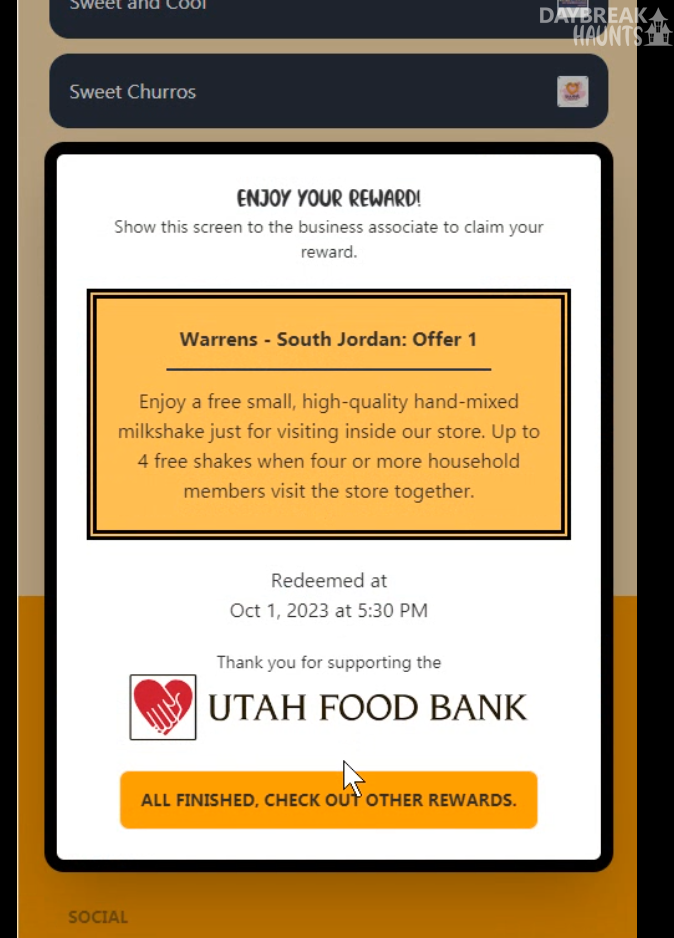 Sweet and Cool
DAYBREAK
HAUNTS
Sweet Churros
ENJOY YOUR REWARD!
Show this screen to the business associate to claim your
reward.
Warrens - South Jordan: Offer 1
Enjoy a free small, high-quality hand-mixed
milkshake just for visiting inside our store. Up to
4 free shakes when four or more household
members visit the store together.
Redeemed at
Oct 1, 2023 at 5:30 PM
Thank you for supporting the
UTAH FOOD BANK
ALL FINISHED, CHECK OUT OTHER REWARDS.
SOCIAL